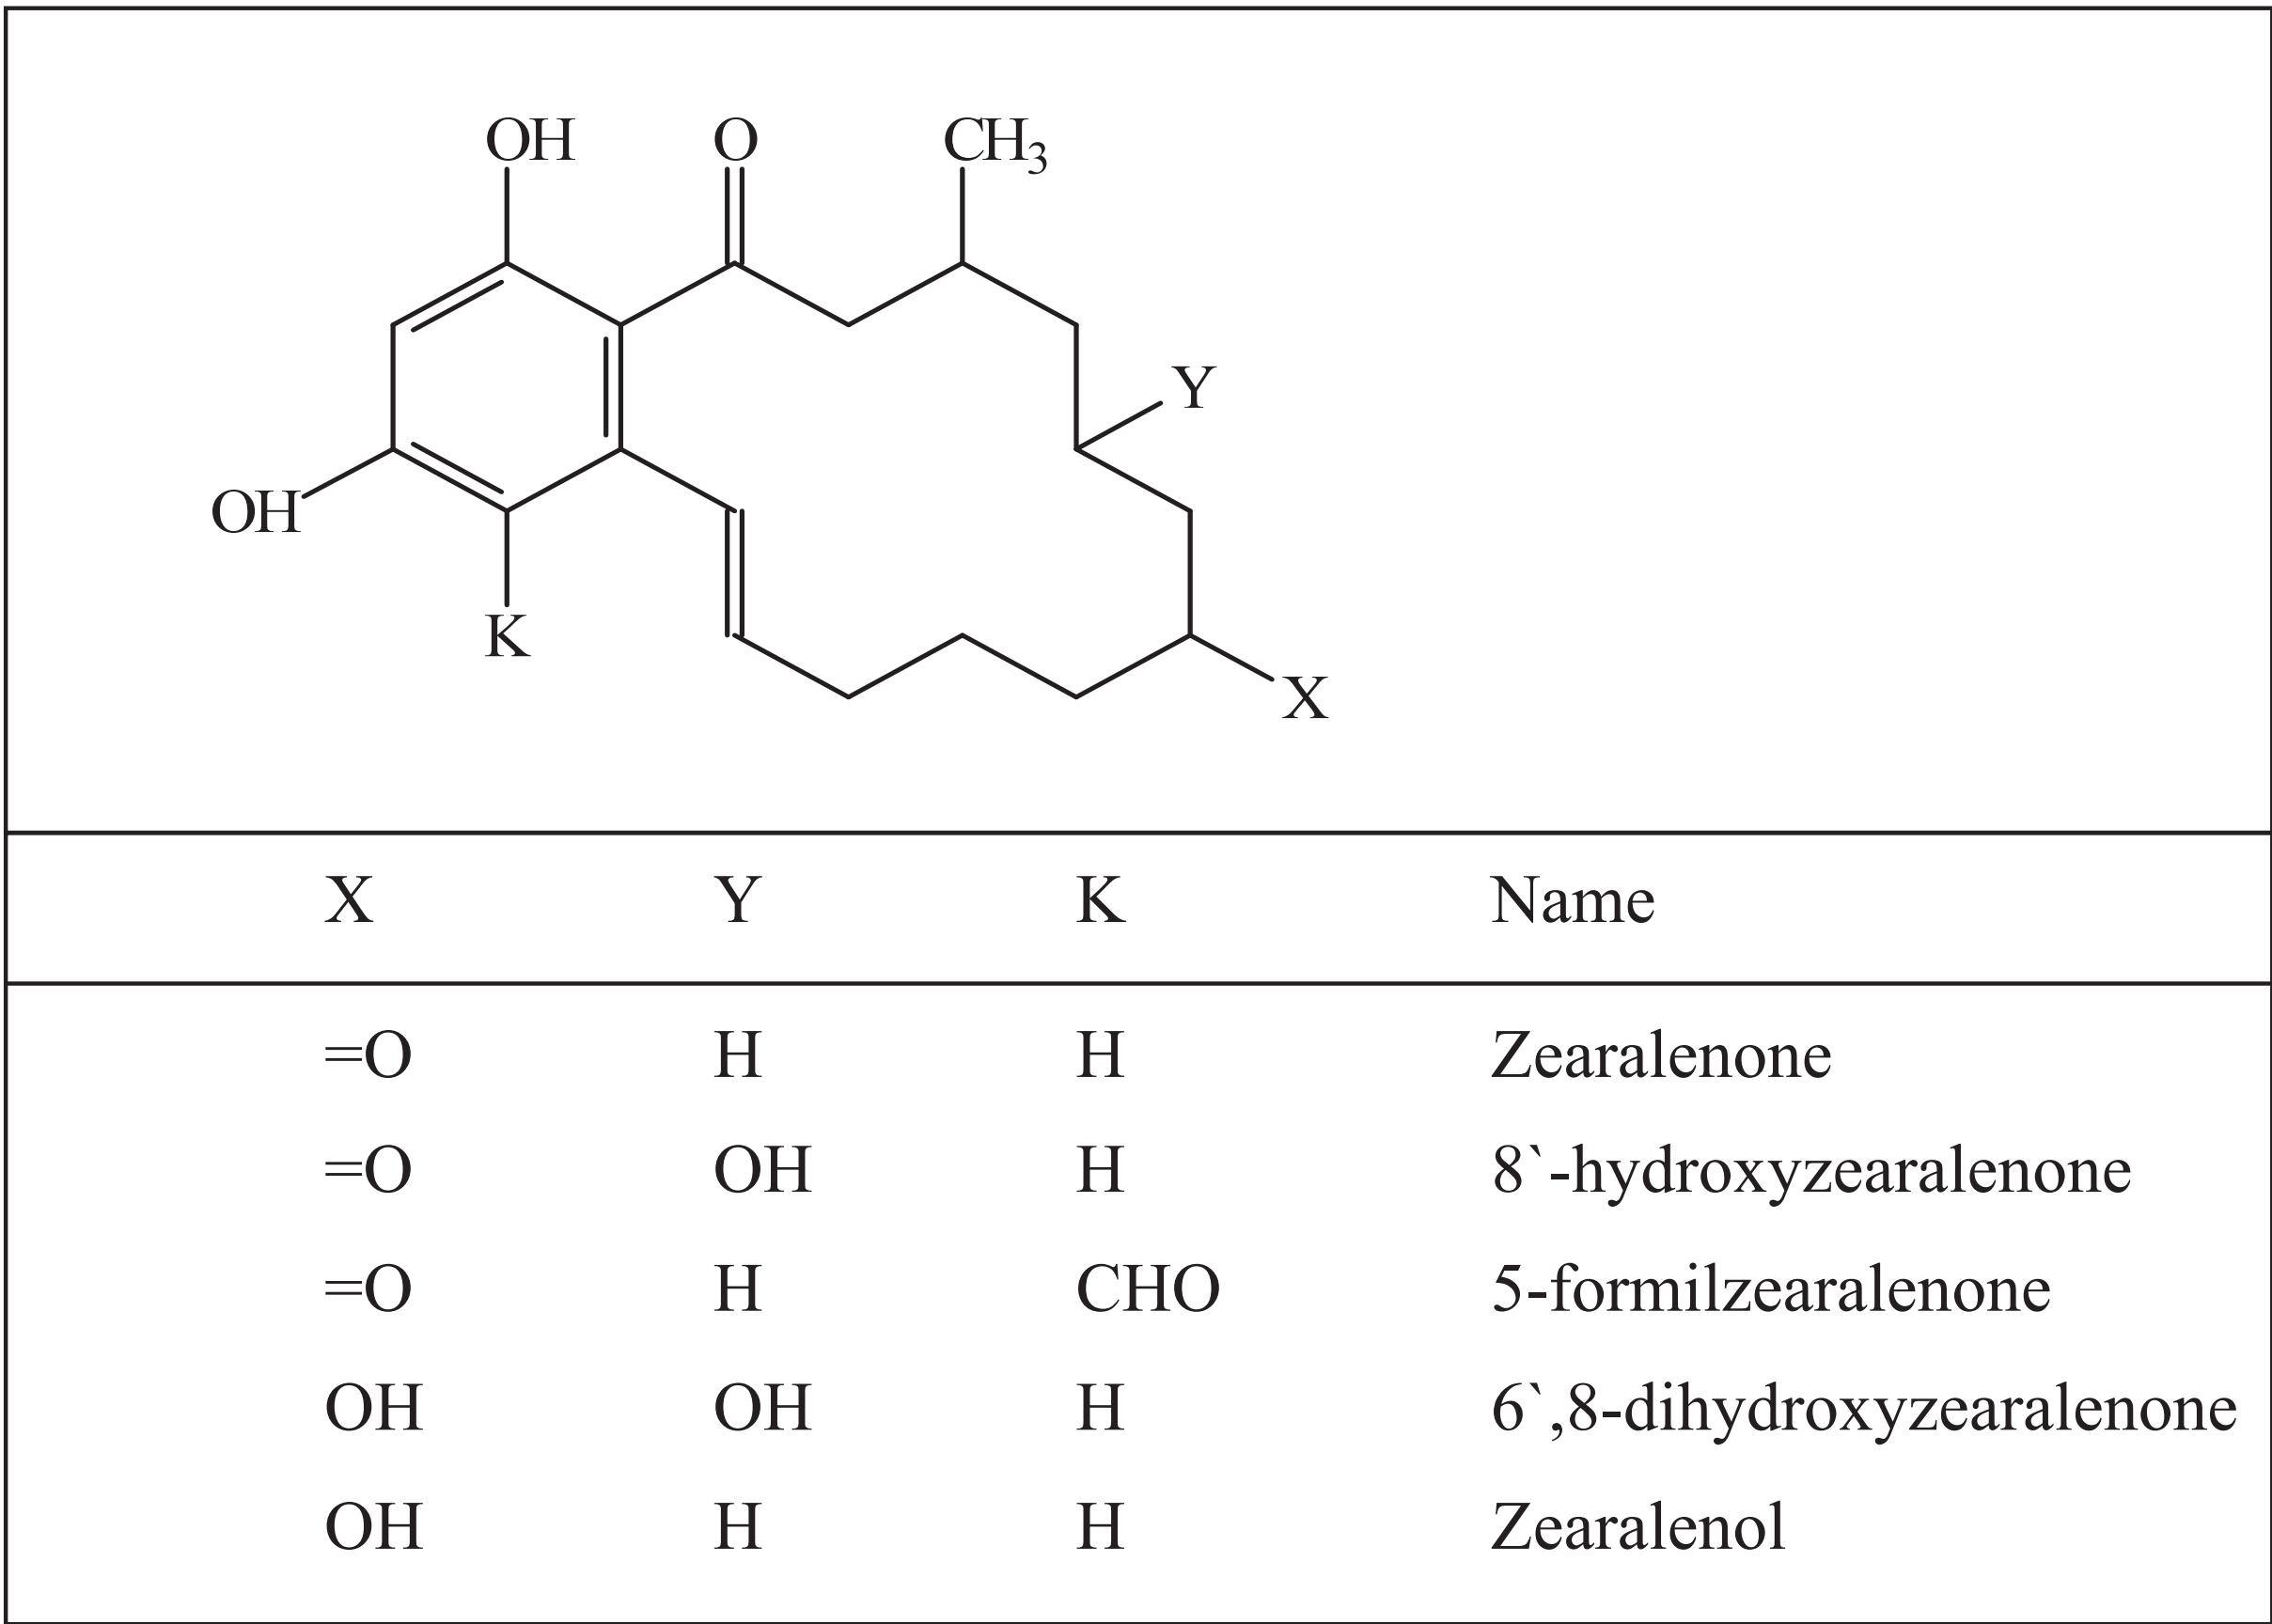 OH O CH3
Y
OH
K
X
X Y K Name
=O H H Zearalenone
=O OH H 8`-hydroxyzearalenone
=O H CHO 5-formilzearalenone
OH OH H 6`,8-dihydroxyzearalenone
OH H H Zearalenol